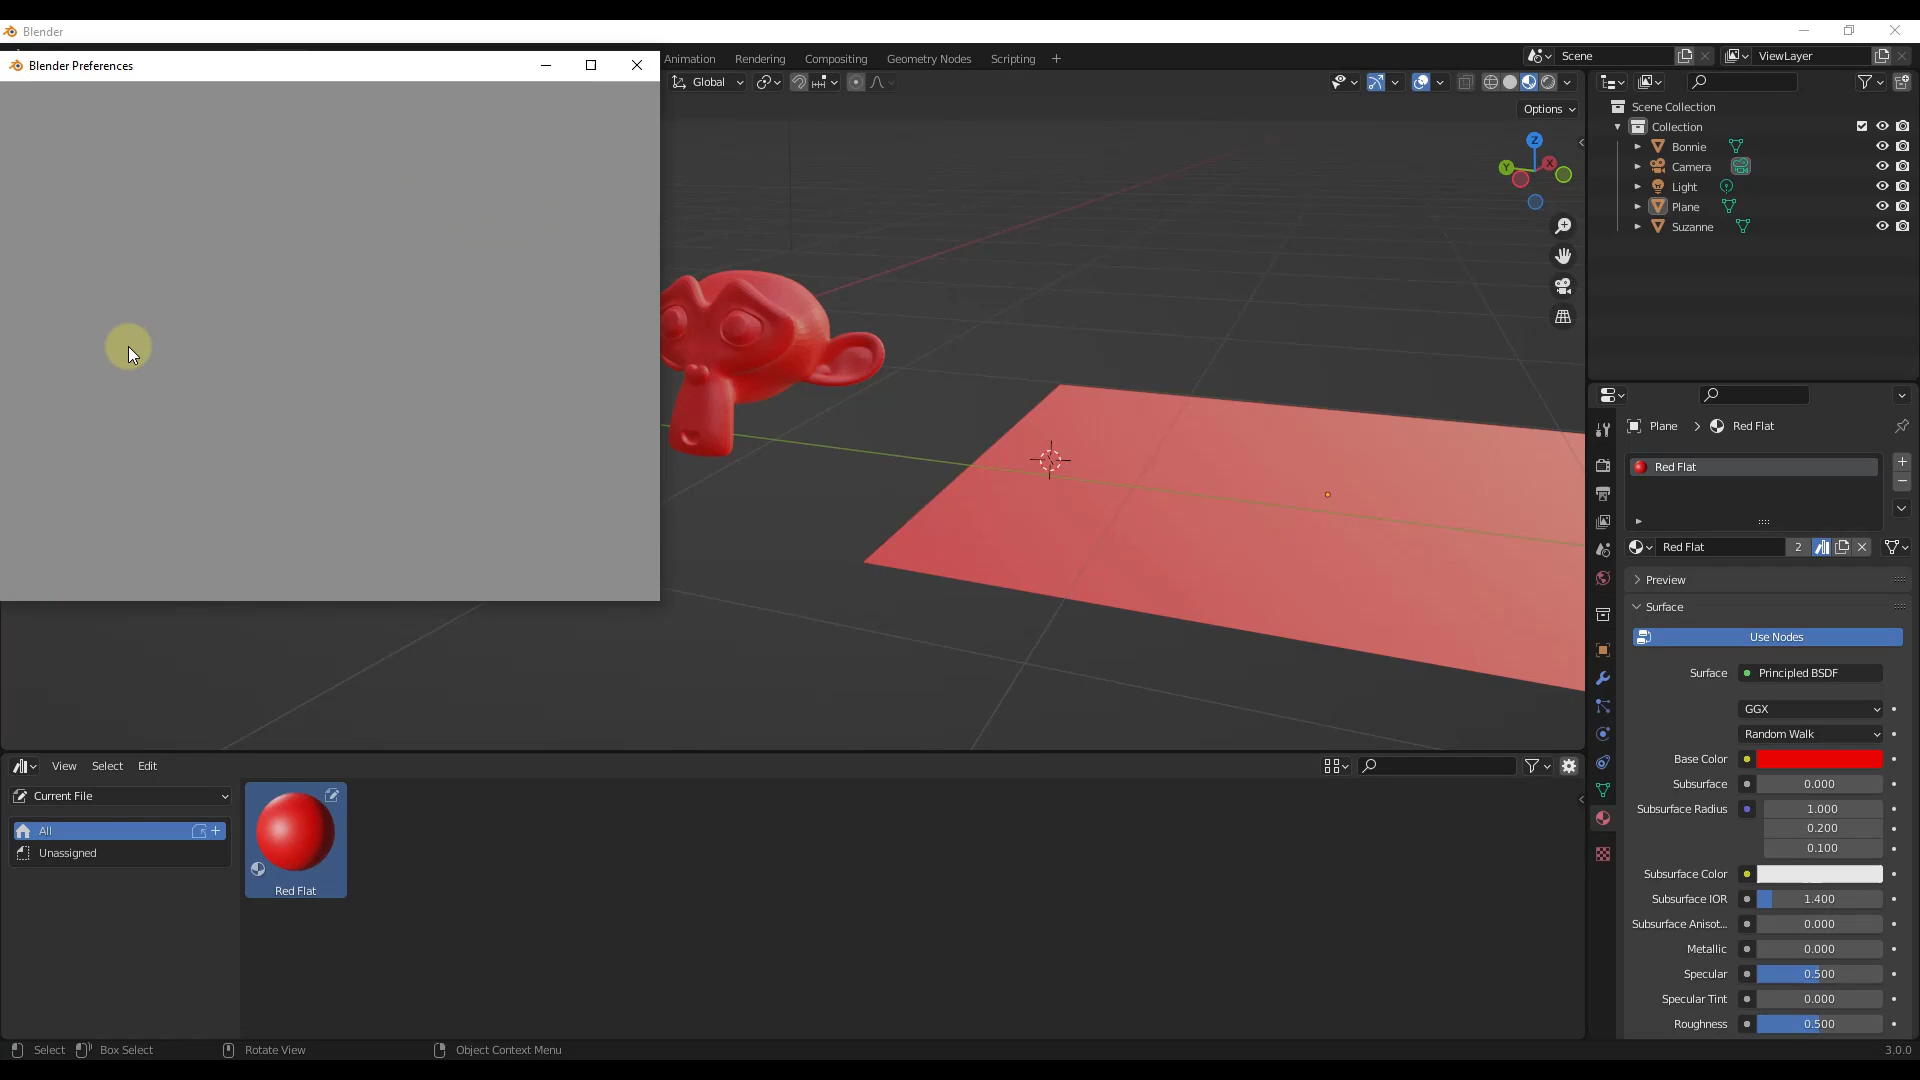 Blender
Blender Preferences
Animation Rendering Compositing Geometry Nodes Scripting
Scene
ViewLayer
Global
Options
Z
Y
X
Scene Collection
Collection
Bonnie
Camera
Light
Plane
Suzanne
Plane > Red Flat
Red Flat
Red Flat 2
Preview
Surface
Use Nodes
Surface Principled BSDF
GGX
Random Walk
Base Color
Subsurface 0.000
Subsurface Radius 1.000
0.200
0.100
Subsurface Color
Subsurface IOR 1.400
Subsurface Anisot... 0.000
Metallic 0.000
Specular 0.500
Specular Tint 0.000
Roughness 0.500
View Select Edit
Current File
All
Unassigned
Red Flat
Select Box Select Rotate View Object Context Menu 3.0.0